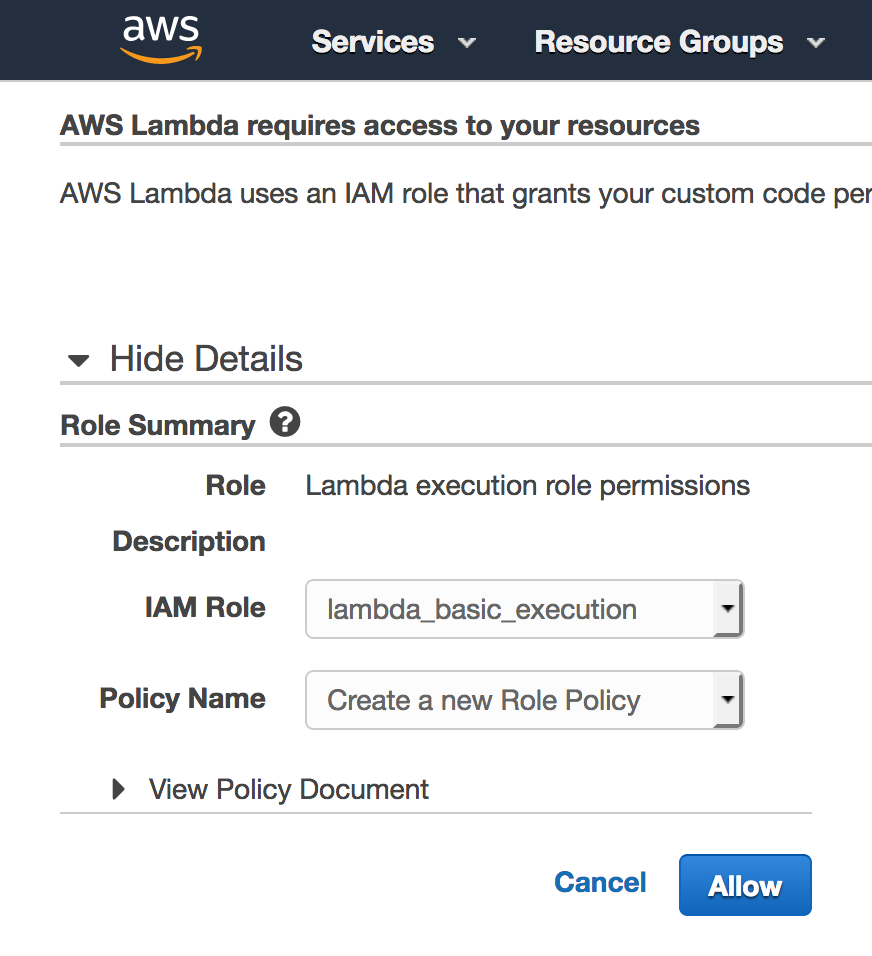 aws Services Resource Groups
AWS Lambda requires access to your resources
AWS Lambda uses an IAM role that grants your custom code per
Hide Details
Role Summary ?
Role Lambda execution role permissions
Description
IAM Role lambda_basic_execution
Policy Name Create a new Role Policy
View Policy Document
Cancel Allow